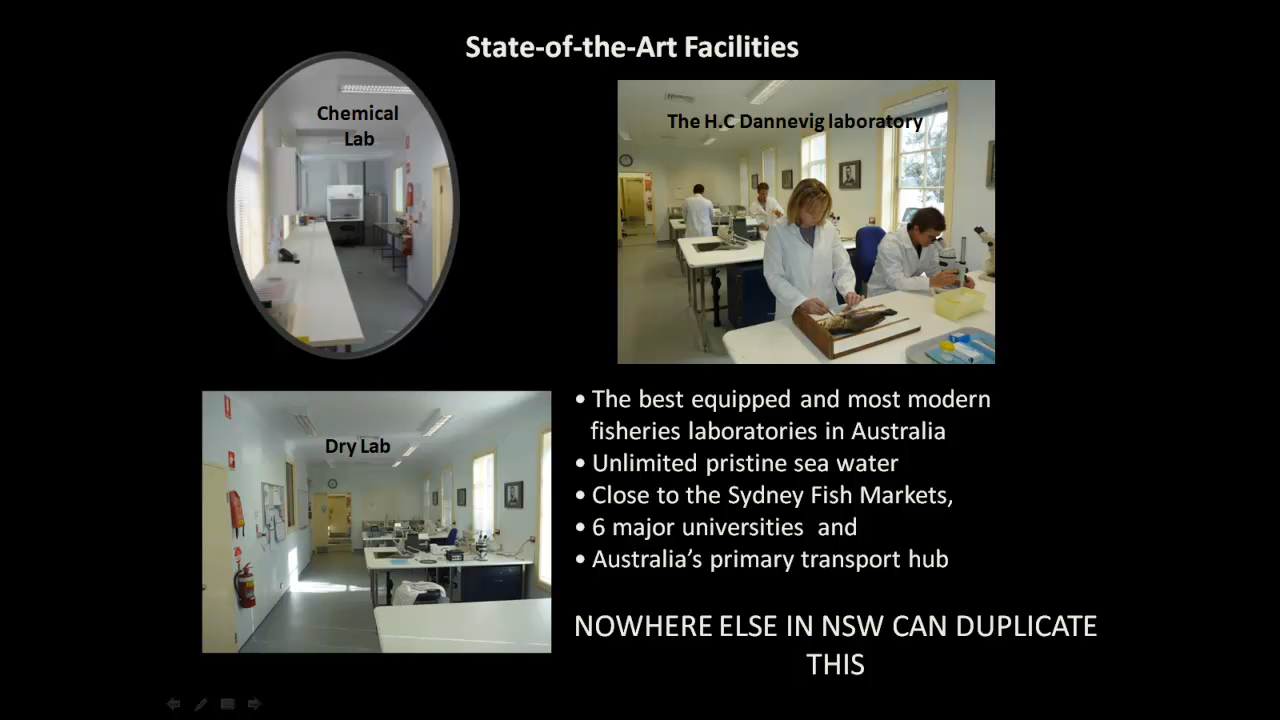 State-of-the-Art Facilities
Chemical
Lab
The H.C Dannevig laboratory
Dry Lab
• The best equipped and most modern
fisheries laboratories in Australia
• Unlimited pristine sea water
• Close to the Sydney Fish Markets,
• 6 major universities  and
• Australia’s primary transport hub
NOWHERE ELSE IN NSW CAN DUPLICATE
THIS